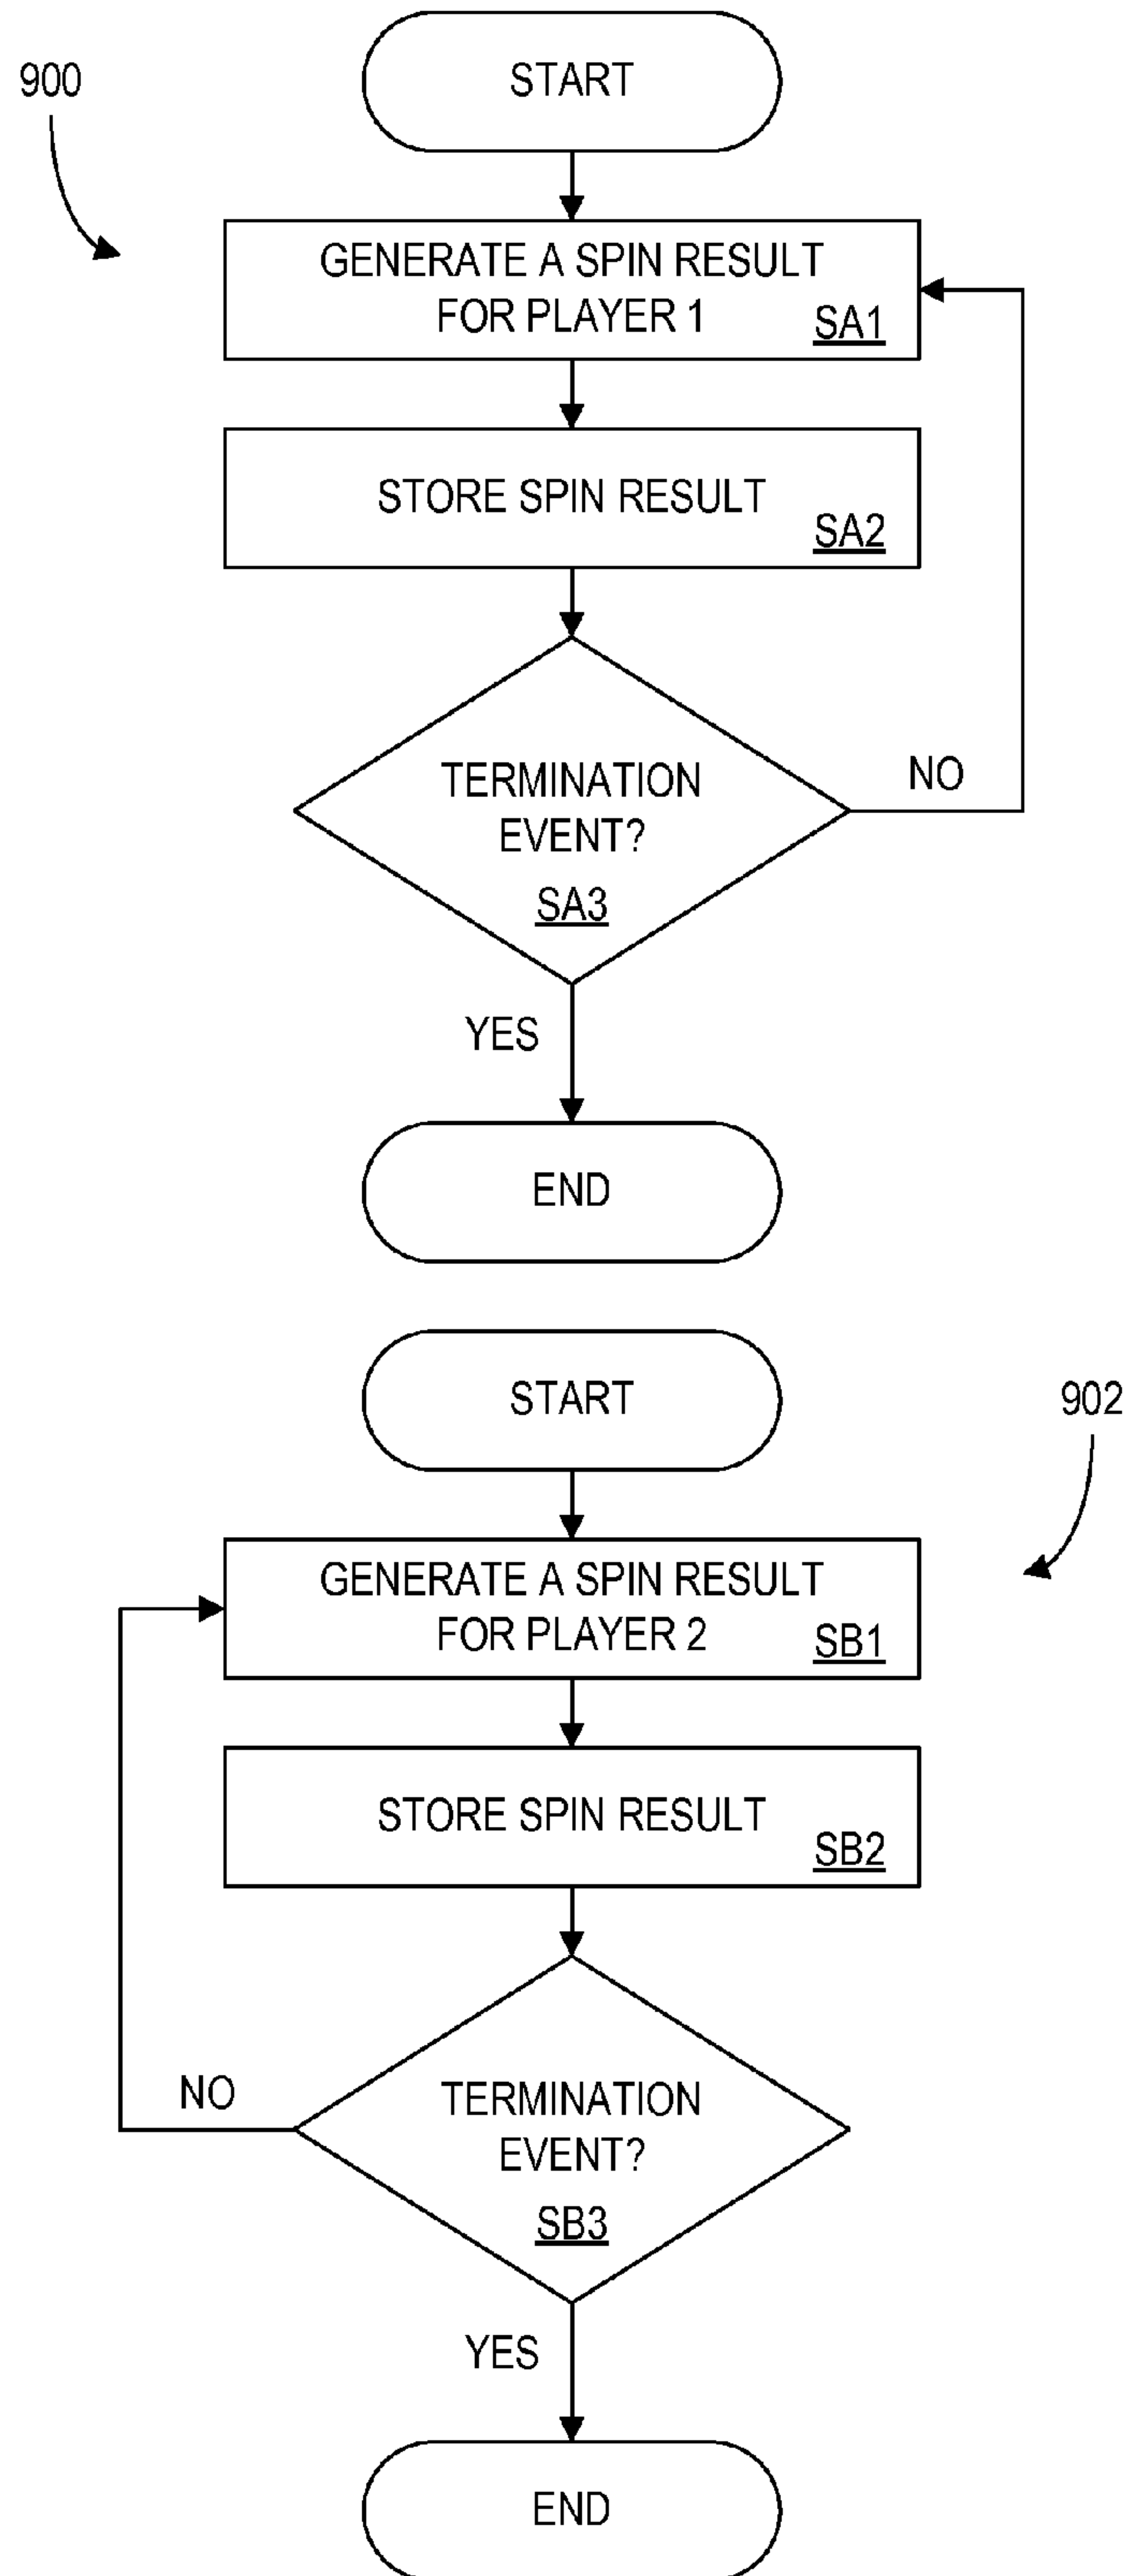 START
900
GENERATE A SPIN RESULT
FOR PLAYER 1
SA1
STORE SPIN RESULT
SA2
TERMINATION
EVENT?
SA3
NO
YES
END
START
902
GENERATE A SPIN RESULT
FOR PLAYER 2
SB1
STORE SPIN RESULT
SB2
TERMINATION
EVENT?
SB3
NO
YES
END